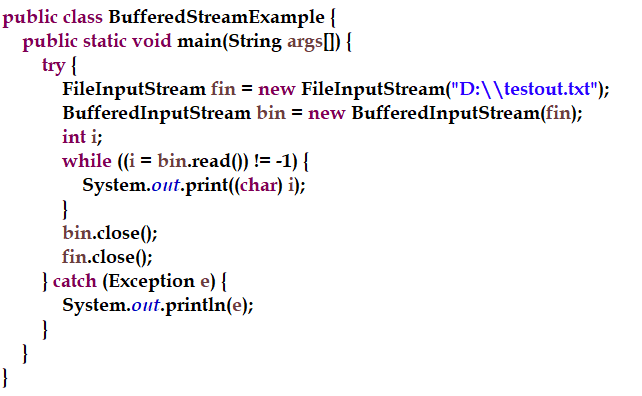 public class BufferedStreamExample {
public static void main(String args[]) {
try {
FileInputStream fin = new FileInputStream("D:\\testout.txt");
BufferedInputStream bin = new BufferedInputStream(fin);
int i;
while ((i = bin.read()) != -1) {
System.out.print((char) i);
}
bin.close();
fin.close();
} catch (Exception e) {
System.out.println(e);
}
}
}